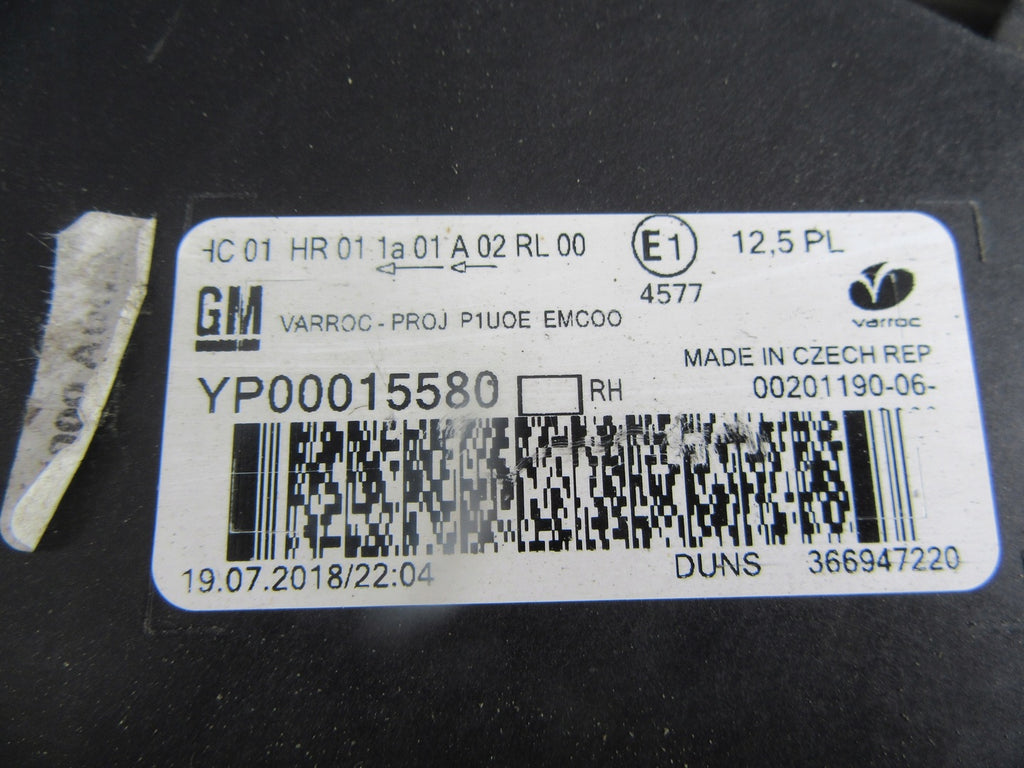 HC 01 HR 01 1a 01 A 02 RL 00
E1
12,5 PL
4577
GM
VARROC-PROJ P1UOE EMCOO
varroc
MADE IN CZECH REP
YP00015580
RH
00201190-06-
19.07.2018/22:04
DUNS 366947220